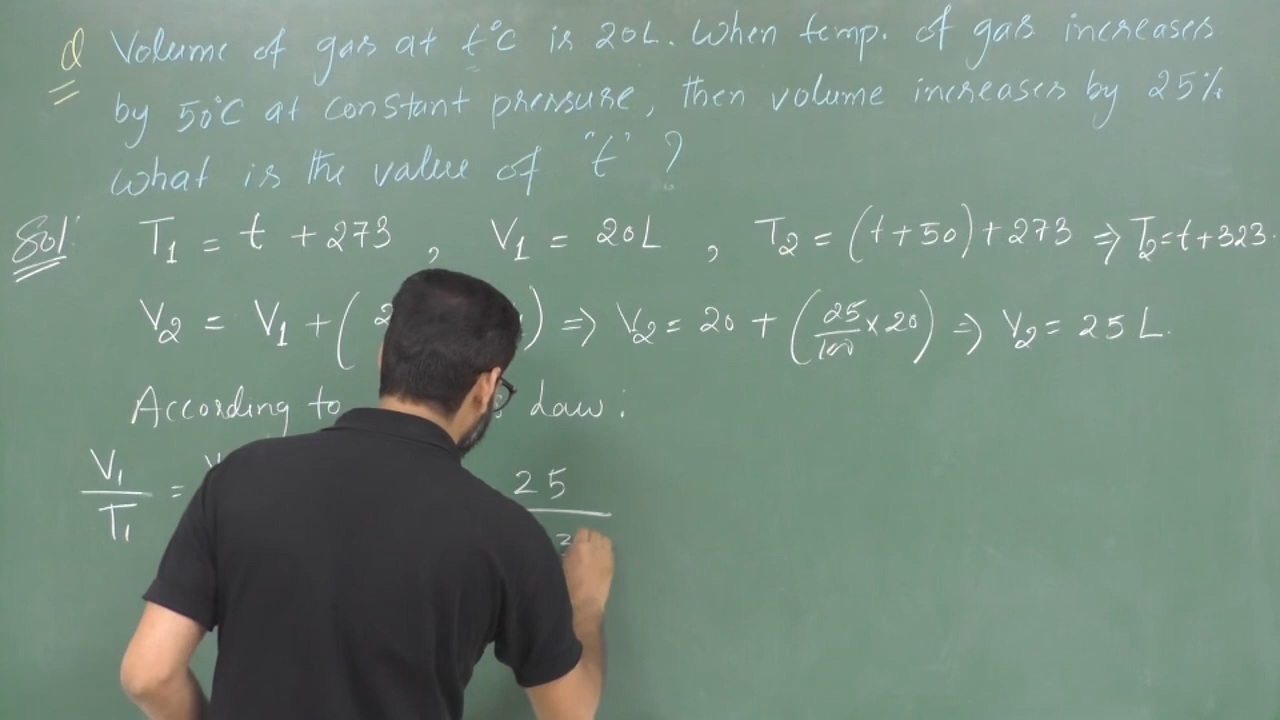 Q Volume of gas at t°C is 20L. When temp. of gas increases
by 50°C at constant pressure, then volume increases by 25%
what is the value of "t" ?
Sol. T₁ = t + 273 , V₁ = 20L , T₂ = (t+50)+273 ⇒ T₂=t+323.
V₂ = V₁ + ( ) ⇒ V₂ = 20 + (25/100 × 20) ⇒ V₂ = 25 L.
According to Law :
V₁/T₁ = 25